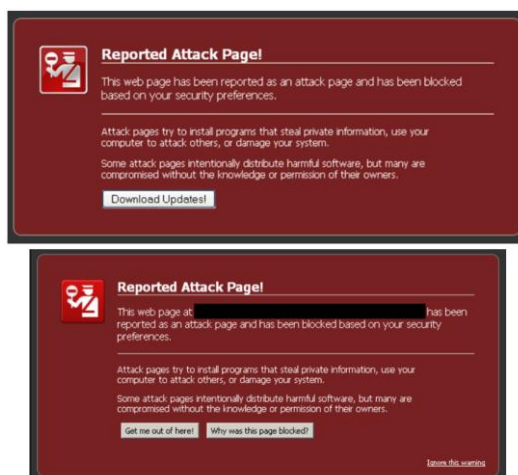 Reported Attack Page!
This web page has been reported as an attack page and has been blocked
based on your security preferences.
Attack pages try to install programs that steal private information, use your
computer to attack others, or damage your system.
Some attack pages intentionally distribute harmful software, but many are
compromised without the knowledge or permission of their owners.
Download Updates!
Reported Attack Page!
This web page at has been
reported as an attack page and has been blocked based on your security
preferences.
Attack pages try to install programs that steal private information, use your
computer to attack others, or damage your system.
Some attack pages intentionally distribute harmful software, but many are
compromised without the knowledge or permission of their owners.
Get me out of here! Why was this page blocked?
Ignore this warning